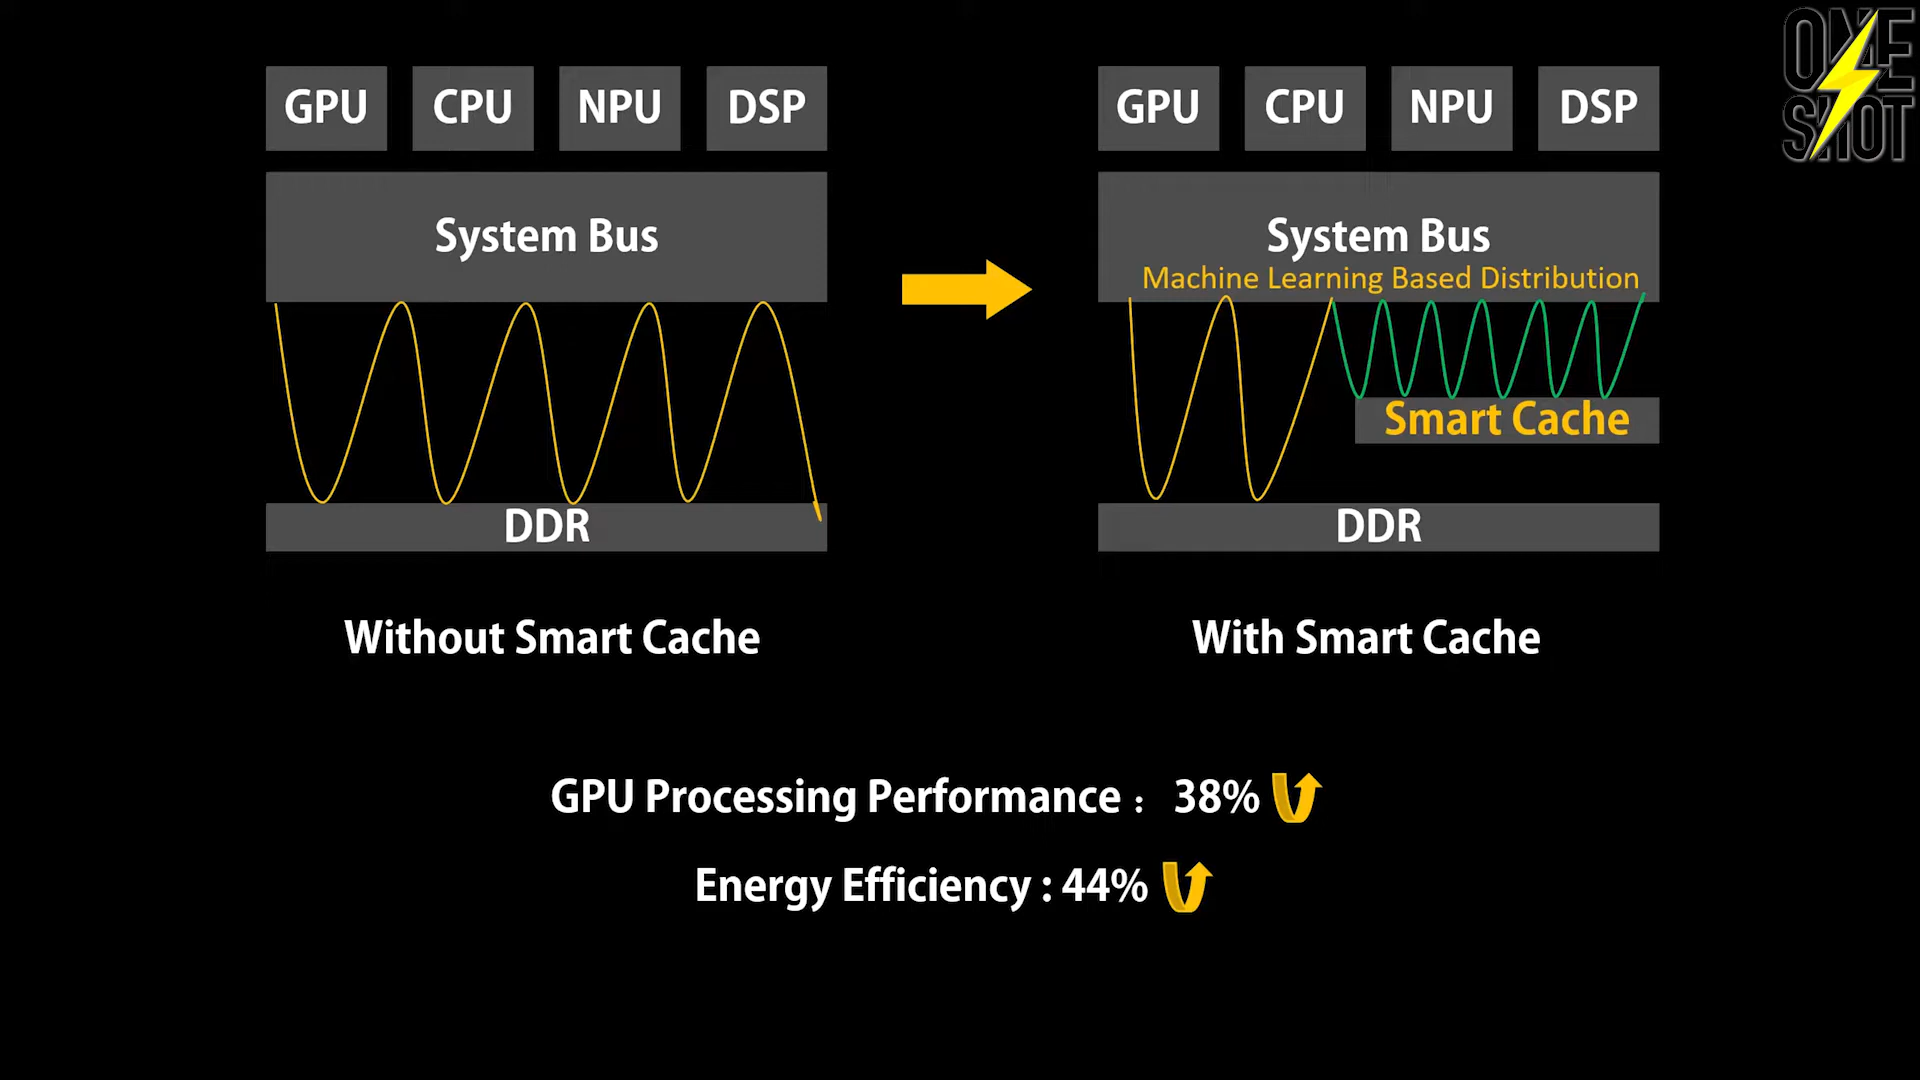 GPU CPU NPU DSP
System Bus
DDR
Without Smart Cache
GPU CPU NPU DSP
System Bus
Machine Learning Based Distribution
Smart Cache
DDR
With Smart Cache
GPU Processing Performance : 38%
Energy Efficiency : 44%
ONE
SHOT